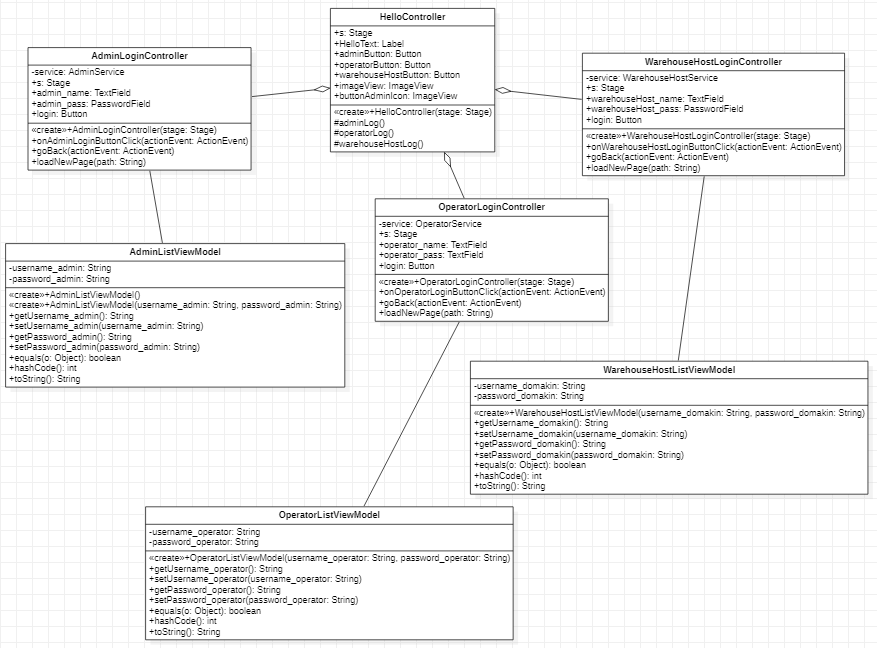 HelloController
+s: Stage
+HelloText: Label
+adminButton: Button
+operatorButton: Button
+warehouseHostButton: Button
+imageView: ImageView
+buttonAdminIcon: ImageView
«create»+HelloController(stage: Stage)
#adminLog()
#operatorLog()
#warehouseHostLog()
AdminLoginController
-service: AdminService
+s: Stage
+admin_name: TextField
+admin_pass: PasswordField
+login: Button
«create»+AdminLoginController(stage: Stage)
+onAdminLoginButtonClick(actionEvent: ActionEvent)
+goBack(actionEvent: ActionEvent)
+loadNewPage(path: String)
WarehouseHostLoginController
-service: WarehouseHostService
+s: Stage
+warehouseHost_name: TextField
+warehouseHost_pass: PasswordField
+login: Button
«create»+WarehouseHostLoginController(stage: Stage)
+onWarehouseHostLoginButtonClick(actionEvent: ActionEvent)
+goBack(actionEvent: ActionEvent)
+loadNewPage(path: String)
OperatorLoginController
-service: OperatorService
+s: Stage
+operator_name: TextField
+operator_pass: TextField
+login: Button
«create»+OperatorLoginController(stage: Stage)
+onOperatorLoginButtonClick(actionEvent: ActionEvent)
+goBack(actionEvent: ActionEvent)
+loadNewPage(path: String)
AdminListViewModel
-username_admin: String
-password_admin: String
«create»+AdminListViewModel()
«create»+AdminListViewModel(username_admin: String, password_admin: String)
+getUsername_admin(): String
+setUsername_admin(username_admin: String)
+getPassword_admin(): String
+setPassword_admin(password_admin: String)
+equals(o: Object): boolean
+hashCode(): int
+toString(): String
WarehouseHostListViewModel
-username_domakin: String
-password_domakin: String
«create»+WarehouseHostListViewModel(username_domakin: String, password_domakin: String)
+getUsername_domakin(): String
+setUsername_domakin(username_domakin: String)
+getPassword_domakin(): String
+setPassword_domakin(password_domakin: String)
+equals(o: Object): boolean
+hashCode(): int
+toString(): String
OperatorListViewModel
-username_operator: String
-password_operator: String
«create»+OperatorListViewModel(username_operator: String, password_operator: String)
+getUsername_operator(): String
+setUsername_operator(username_operator: String)
+getPassword_operator(): String
+setPassword_operator(password_operator: String)
+equals(o: Object): boolean
+hashCode(): int
+toString(): String